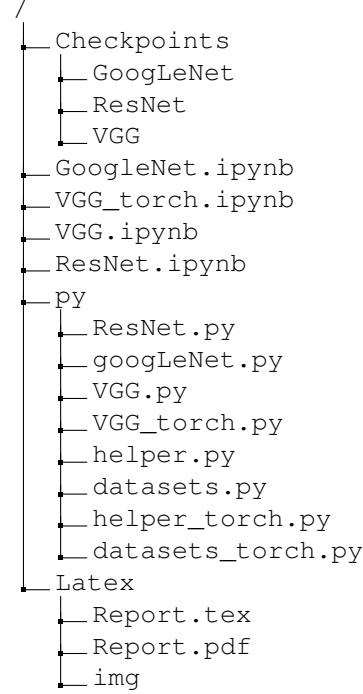 /
Checkpoints
GoogLeNet
ResNet
VGG
GoogleNet.ipynb
VGG_torch.ipynb
VGG.ipynb
ResNet.ipynb
py
ResNet.py
googLeNet.py
VGG.py
VGG_torch.py
helper.py
datasets.py
helper_torch.py
datasets_torch.py
Latex
Report.tex
Report.pdf
img